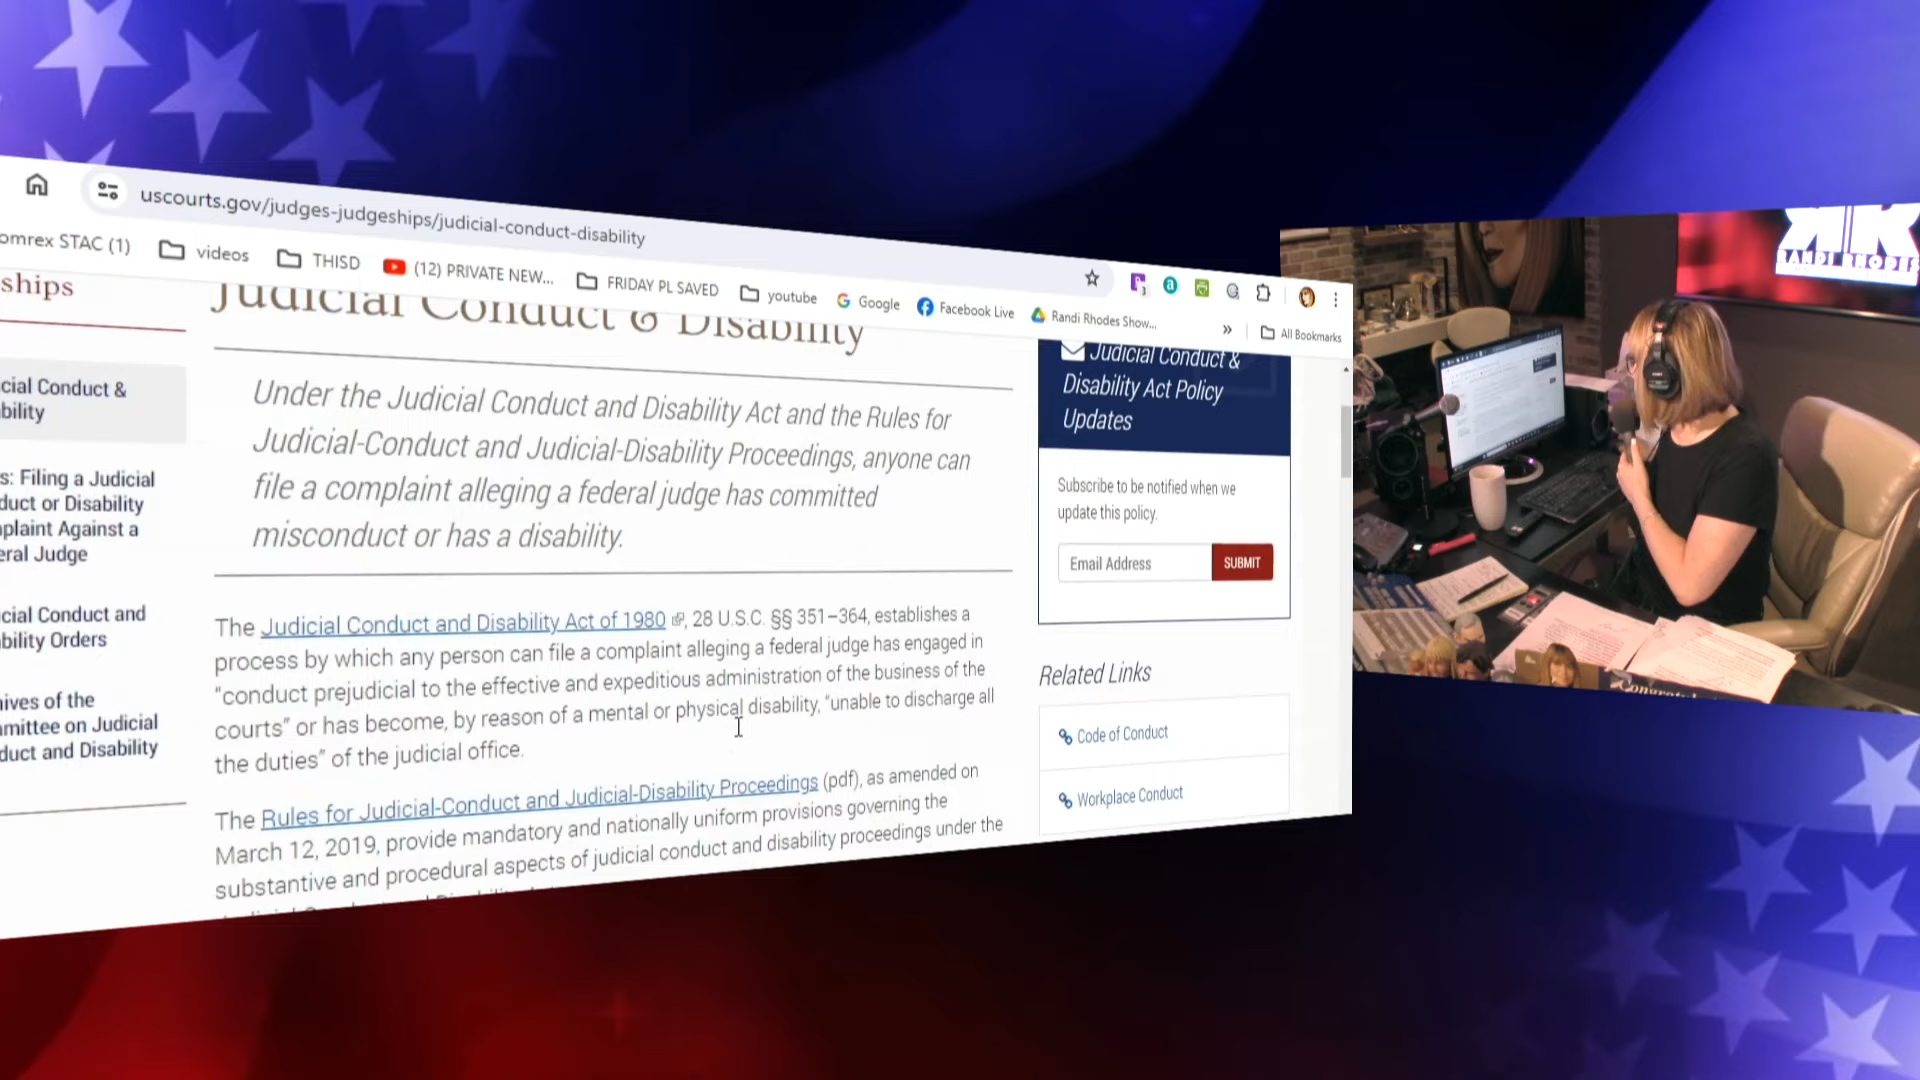 uscourts.gov/judges-judgeships/judicial-conduct-disability
omrex STAC (1) videos THISD (12) PRIVATE NEW... FRIDAY PL SAVED youtube Google Facebook Live Randi Rhodes Show... » All Bookmarks
ships
cial Conduct &
bility
s: Filing a Judicial
duct or Disability
plaint Against a
eral Judge
cial Conduct and
bility Orders
ives of the
mmittee on Judicial
duct and Disability
Judicial Conduct & Disability
Under the Judicial Conduct and Disability Act and the Rules for
Judicial-Conduct and Judicial-Disability Proceedings, anyone can
file a complaint alleging a federal judge has committed
misconduct or has a disability.
The Judicial Conduct and Disability Act of 1980, 28 U.S.C. §§ 351–364, establishes a
process by which any person can file a complaint alleging a federal judge has engaged in
“conduct prejudicial to the effective and expeditious administration of the business of the
courts” or has become, by reason of a mental or physical disability, “unable to discharge all
the duties” of the judicial office.
The Rules for Judicial-Conduct and Judicial-Disability Proceedings (pdf), as amended on
March 12, 2019, provide mandatory and nationally uniform provisions governing the
substantive and procedural aspects of judicial conduct and disability proceedings under the
Judicial Conduct &
Disability Act Policy
Updates
Subscribe to be notified when we
update this policy.
Email Address SUBMIT
Related Links
Code of Conduct
Workplace Conduct
RR
RANDI RHODES